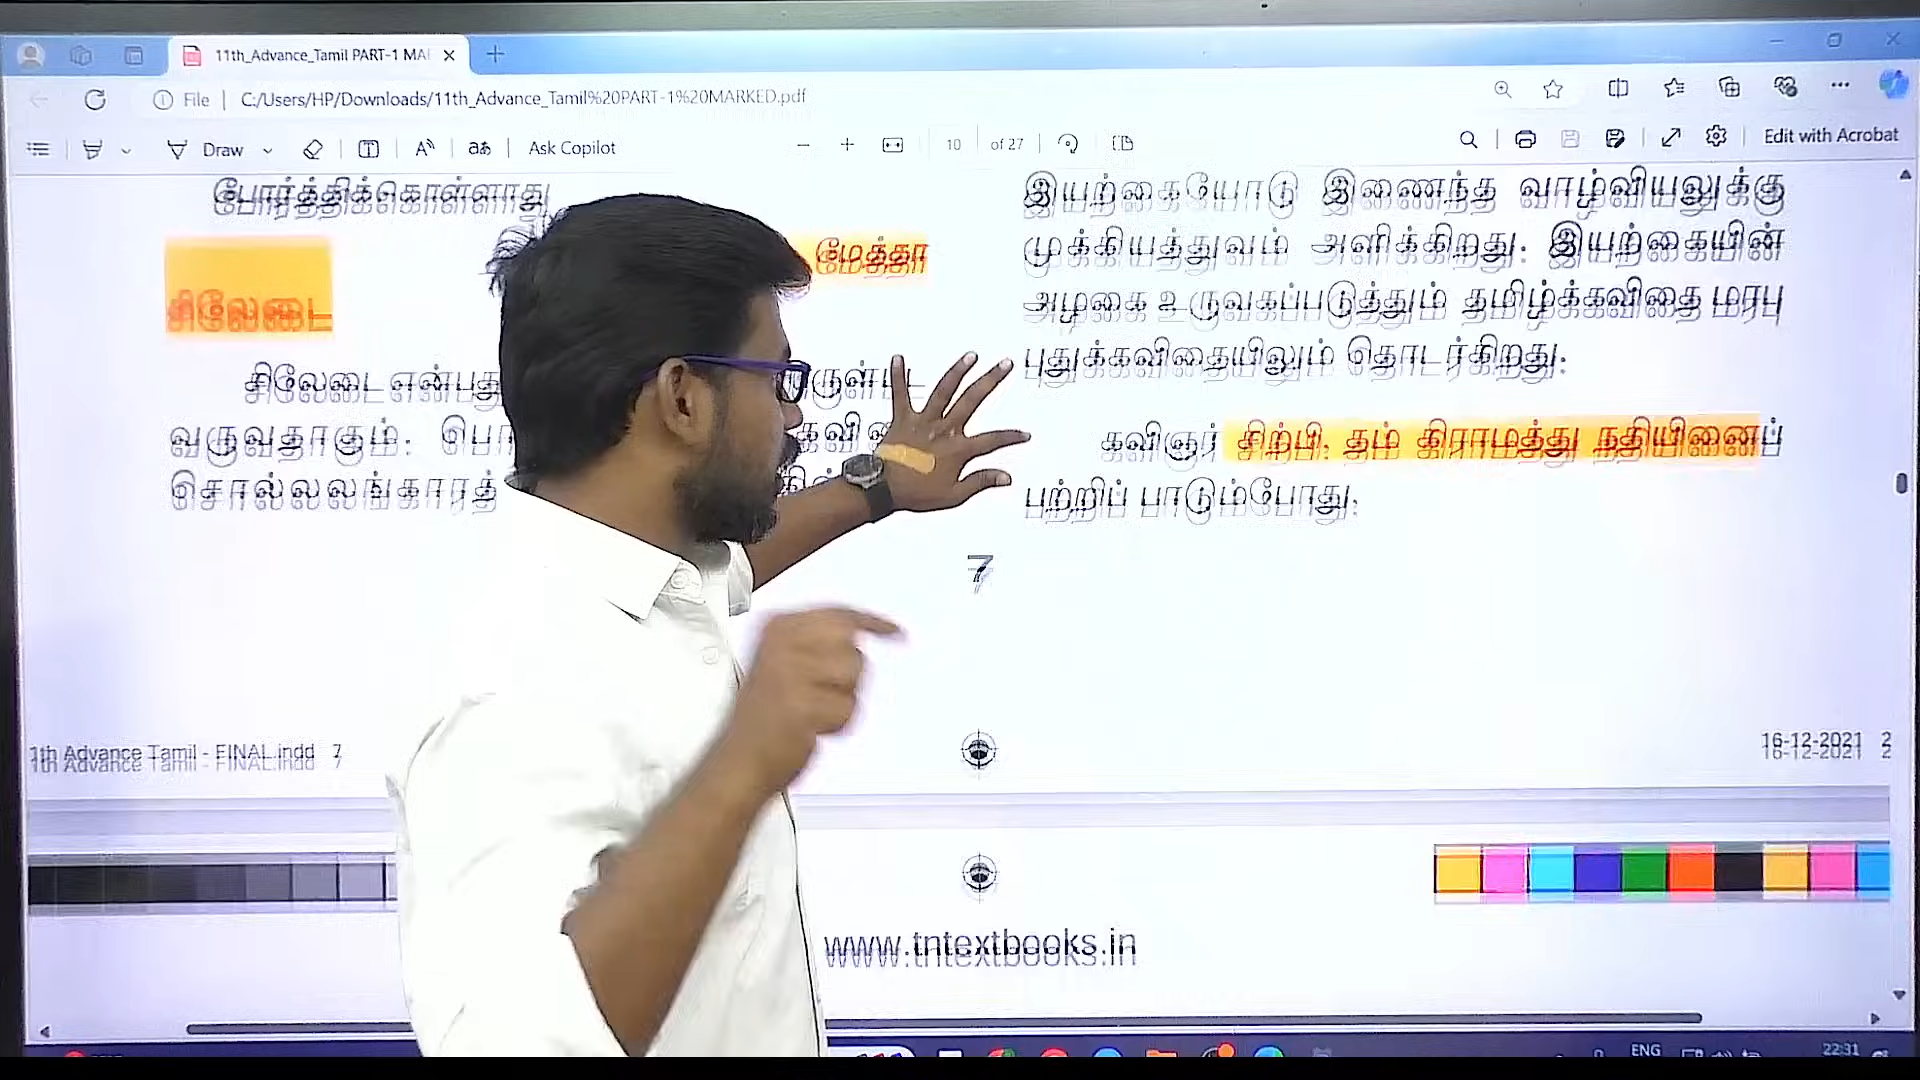 11th_Advance_Tamil PART-1 MA
File C:/Users/HP/Downloads/11th_Advance_Tamil%20PART-1%20MARKED.pdf
Draw Ask Copilot 10 of 27 Edit with Acrobat
போர்த்திக்கொள்ளாது
மேத்தா
சிலேடை
சிலேடை என்பது
வருவதாகும்.
சொல்லலங்காரத்
இயற்கையோடு இணைந்த வாழ்வியலுக்கு
முக்கியத்துவம் அளிக்கிறது. இயற்கையின்
அழகை உருவகப்படுத்தும் தமிழ்க்கவிதை மரபு
புதுக்கவிதையிலும் தொடர்கிறது.
கவிஞர் சிற்பி, தம் கிராமத்து நதியினைப்
பற்றிப் பாடும்போது,
7
1th Advance Tamil - FINAL.indd 7
16-12-2021 2
www.tntextbooks.in
ENG
22:31